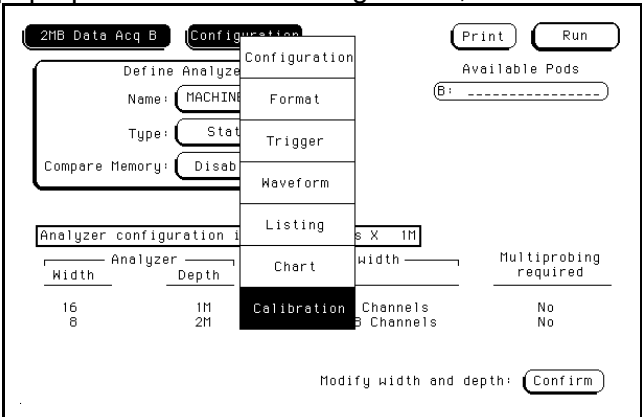 2MB Data Acq B Configuration Print Run
Configuration
Define Analyze Available Pods
Name: MACHINE B: ________________
Format
Type: Stat
Trigger
Compare Memory: Disab
Waveform
Listing
Analyzer configuration i s X 1M
Analyzer width Multiprobing
Chart
Width Depth required
16 1M Calibration Channels No
8 2M B Channels No
Modify width and depth: Confirm